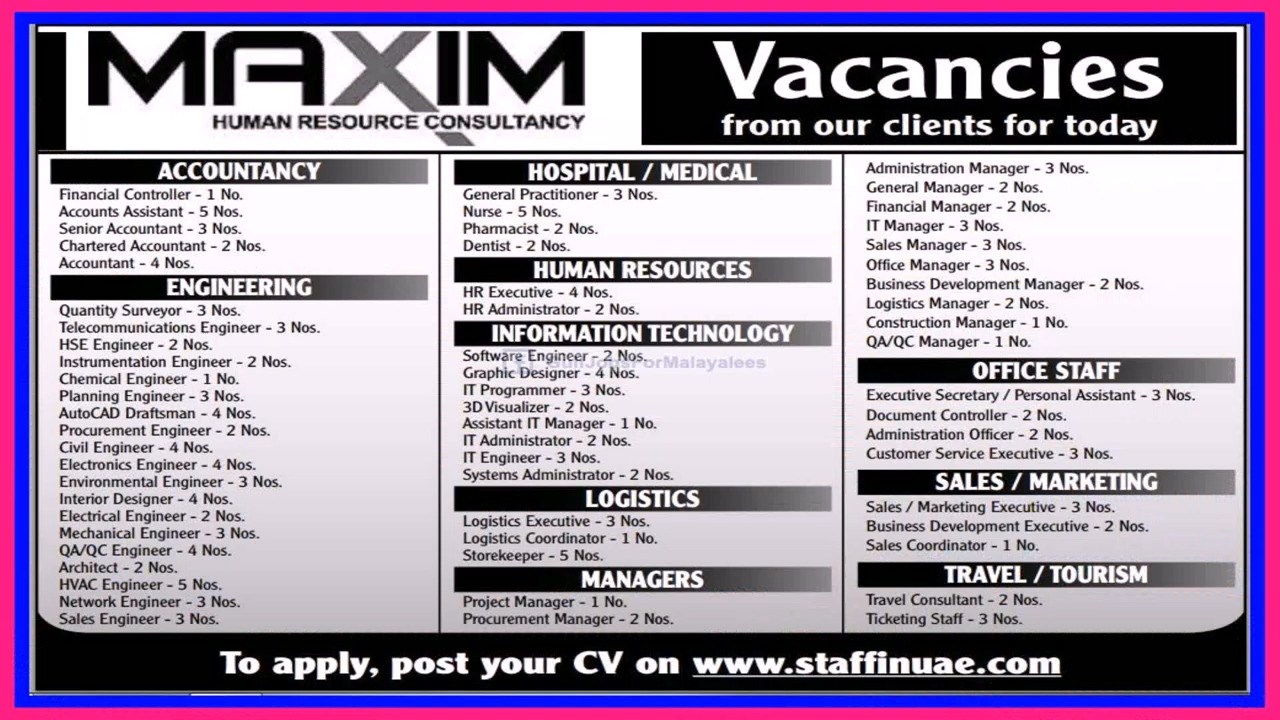 MAXIM
HUMAN RESOURCE CONSULTANCY
Vacancies
from our clients for today
ACCOUNTANCY
Financial Controller - 1 No.
Accounts Assistant - 5 Nos.
Senior Accountant - 3 Nos.
Chartered Accountant - 2 Nos.
Accountant - 4 Nos.
ENGINEERING
Quantity Surveyor - 3 Nos.
Telecommunications Engineer - 3 Nos.
HSE Engineer - 2 Nos.
Instrumentation Engineer - 2 Nos.
Chemical Engineer - 1 No.
Planning Engineer - 3 Nos.
AutoCAD Draftsman - 4 Nos.
Procurement Engineer - 2 Nos.
Civil Engineer - 4 Nos.
Electronics Engineer - 4 Nos.
Environmental Engineer - 3 Nos.
Interior Designer - 4 Nos.
Electrical Engineer - 2 Nos.
Mechanical Engineer - 3 Nos.
QA/QC Engineer - 4 Nos.
Architect - 2 Nos.
HVAC Engineer - 5 Nos.
Network Engineer - 3 Nos.
Sales Engineer - 3 Nos.
HOSPITAL / MEDICAL
General Practitioner - 3 Nos.
Nurse - 5 Nos.
Pharmacist - 2 Nos.
Dentist - 2 Nos.
HUMAN RESOURCES
HR Executive - 4 Nos.
HR Administrator - 2 Nos.
INFORMATION TECHNOLOGY
Software Engineer - 2 Nos.
GulfJobsForMalayalees
Graphic Designer - 4 Nos.
IT Programmer - 3 Nos.
3D Visualizer - 2 Nos.
Assistant IT Manager - 1 No.
IT Administrator - 2 Nos.
IT Engineer - 3 Nos.
Systems Administrator - 2 Nos.
LOGISTICS
Logistics Executive - 3 Nos.
Logistics Coordinator - 1 No.
Storekeeper - 5 Nos.
MANAGERS
Project Manager - 1 No.
Procurement Manager - 2 Nos.
Administration Manager - 3 Nos.
General Manager - 2 Nos.
Financial Manager - 2 Nos.
IT Manager - 3 Nos.
Sales Manager - 3 Nos.
Office Manager - 3 Nos.
Business Development Manager - 2 Nos.
Logistics Manager - 2 Nos.
Construction Manager - 1 No.
QA/QC Manager - 1 No.
OFFICE STAFF
Executive Secretary / Personal Assistant - 3 Nos.
Document Controller - 2 Nos.
Administration Officer - 2 Nos.
Customer Service Executive - 3 Nos.
SALES / MARKETING
Sales / Marketing Executive - 3 Nos.
Business Development Executive - 2 Nos.
Sales Coordinator - 1 No.
TRAVEL / TOURISM
Travel Consultant - 2 Nos.
Ticketing Staff - 3 Nos.
To apply, post your CV on www.staffinuae.com